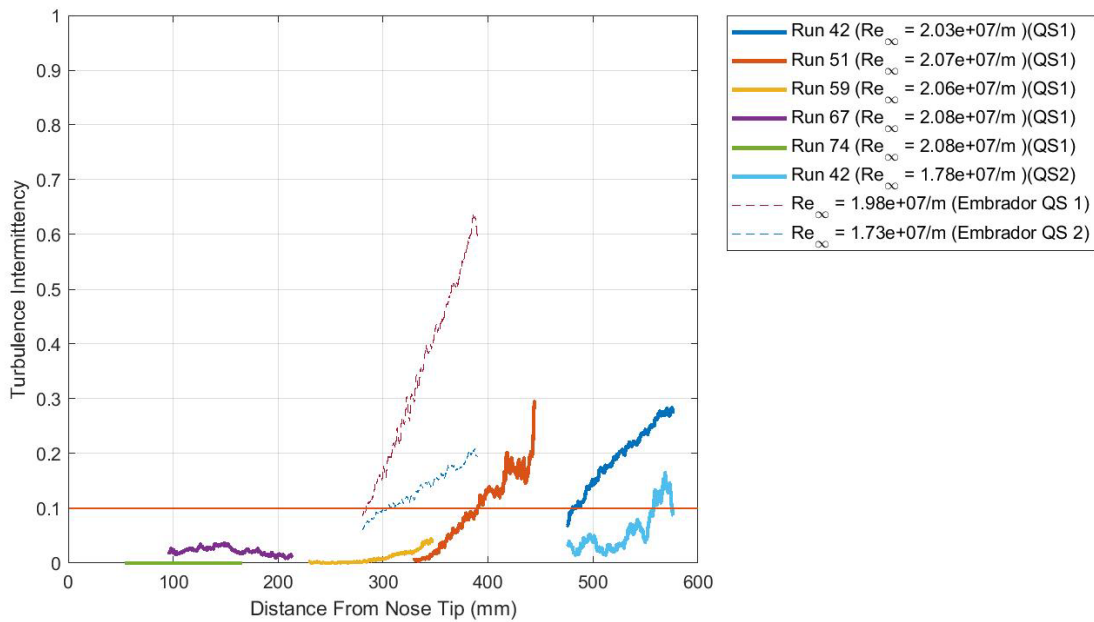 1
0.9
0.8
0.7
0.6
0.5
0.4
0.3
0.2
0.1
0
Turbulence Intermittency
0 100 200 300 400 500 600
Distance From Nose Tip (mm)
Run 42 (Re∞ = 2.03e+07/m )(QS1)
Run 51 (Re∞ = 2.07e+07/m )(QS1)
Run 59 (Re∞ = 2.06e+07/m )(QS1)
Run 67 (Re∞ = 2.08e+07/m )(QS1)
Run 74 (Re∞ = 2.08e+07/m )(QS1)
Run 42 (Re∞ = 1.78e+07/m )(QS2)
Re∞ = 1.98e+07/m (Embrador QS 1)
Re∞ = 1.73e+07/m (Embrador QS 2)